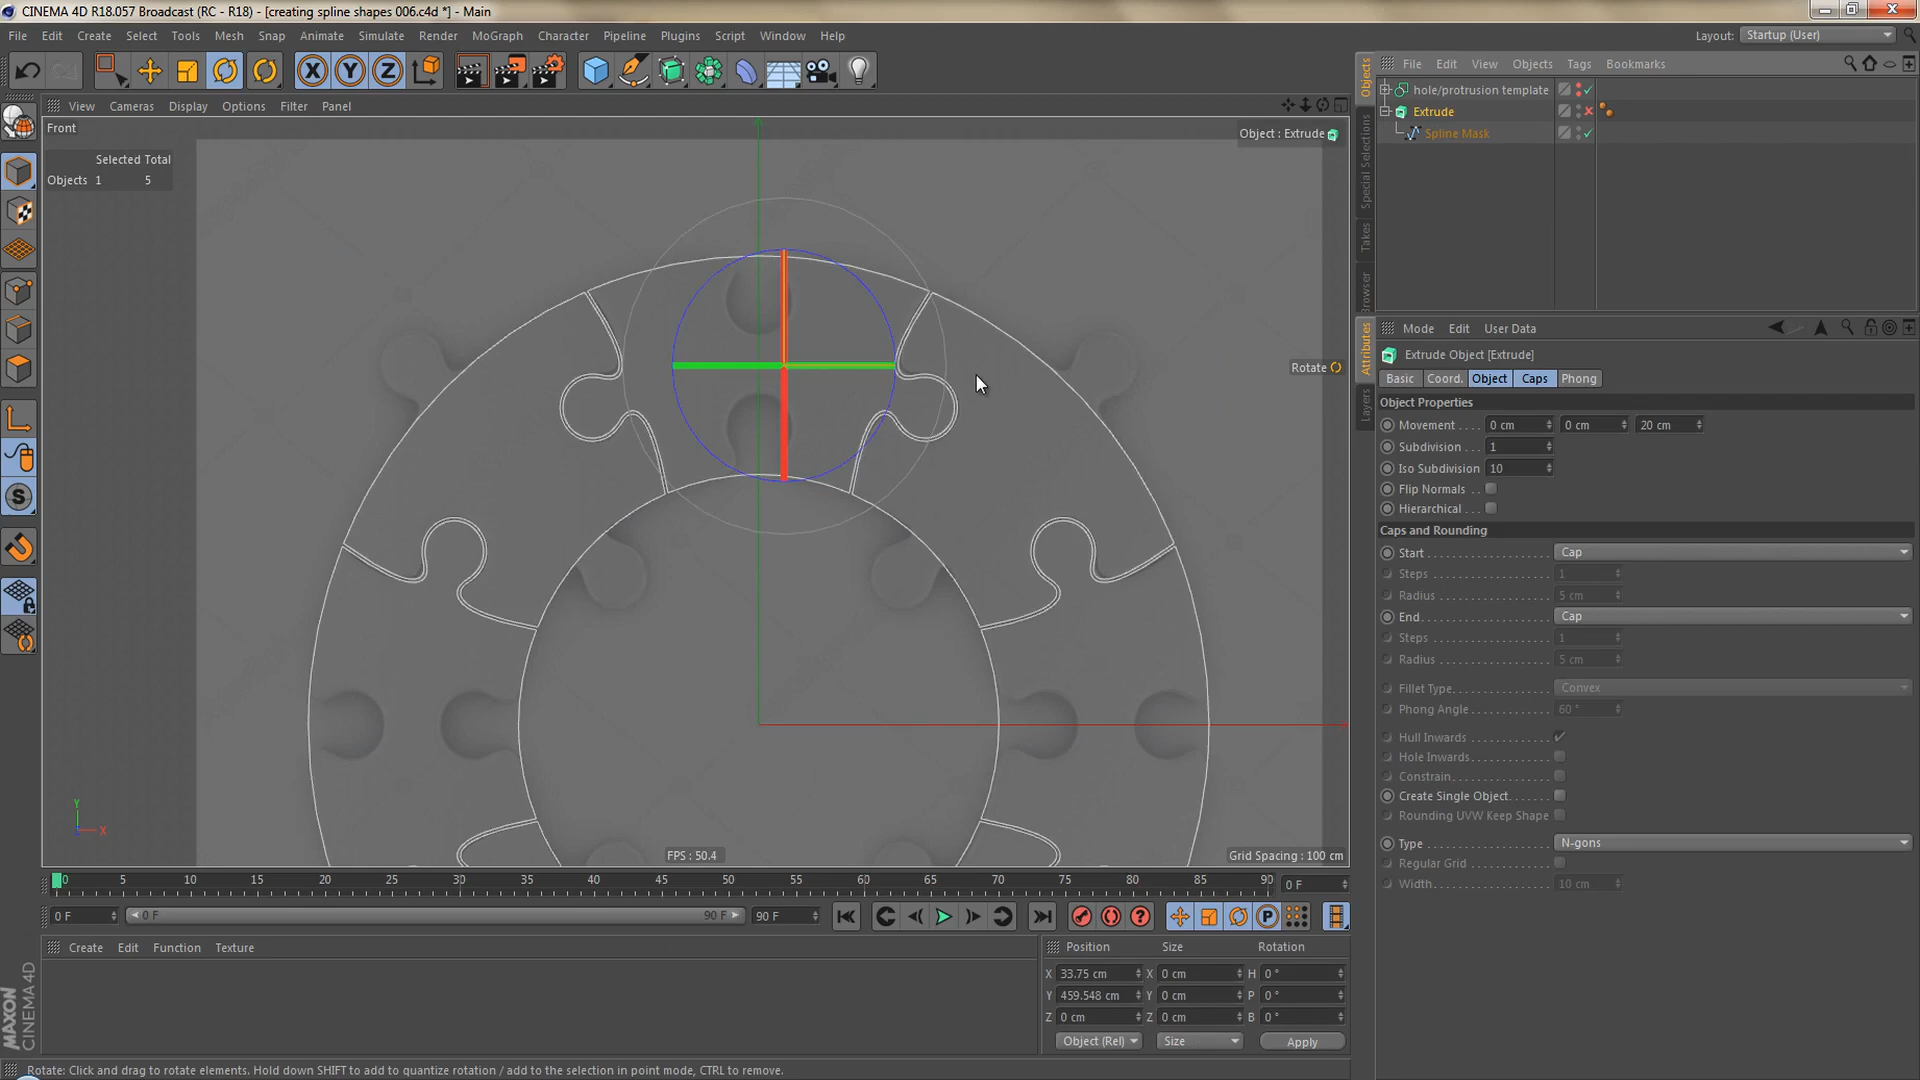 CINEMA 4D R18.057 Broadcast (RC - R18) - [creating spline shapes 006.c4d *] - Main
File Edit Create Select Tools Mesh Snap Animate Simulate Render MoGraph Character Pipeline Plugins Script Window Help
Layout: Startup (User)
X Y Z
View Cameras Display Options Filter Panel
Front
Object : Extrude
Selected Total
Objects 1 5
Rotate
Y
X
FPS : 50.4
Grid Spacing : 100 cm
0 5 10 15 20 25 30 35 40 45 50 55 60 65 70 75 80 85 90
0 F
0 F 0 F 90 F 90 F
P
Create Edit Function Texture
MAXON CINEMA 4D
Position Size Rotation
X 33.75 cm X 0 cm H 0 °
Y 459.548 cm Y 0 cm P 0 °
Z 0 cm Z 0 cm B 0 °
Object (Rel) Size Apply
Rotate: Click and drag to rotate elements. Hold down SHIFT to add to quantize rotation / add to the selection in point mode, CTRL to remove.
File Edit View Objects Tags Bookmarks
Objects
Special Selections
Takes
Browser
hole/protrusion template
Extrude
Spline Mask
Attributes
Layers
Mode Edit User Data
Extrude Object [Extrude]
Basic Coord. Object Caps Phong
Object Properties
Movement . . . . 0 cm 0 cm 20 cm
Subdivision . . . 1
Iso Subdivision 10
Flip Normals . .
Hierarchical . . .
Caps and Rounding
Start Cap
Steps 1
Radius 5 cm
End Cap
Steps 1
Radius 5 cm
Fillet Type Convex
Phong Angle 60 °
Hull Inwards
Hole Inwards
Constrain
Create Single Object
Rounding UVW Keep Shape
Type N-gons
Regular Grid
Width 10 cm